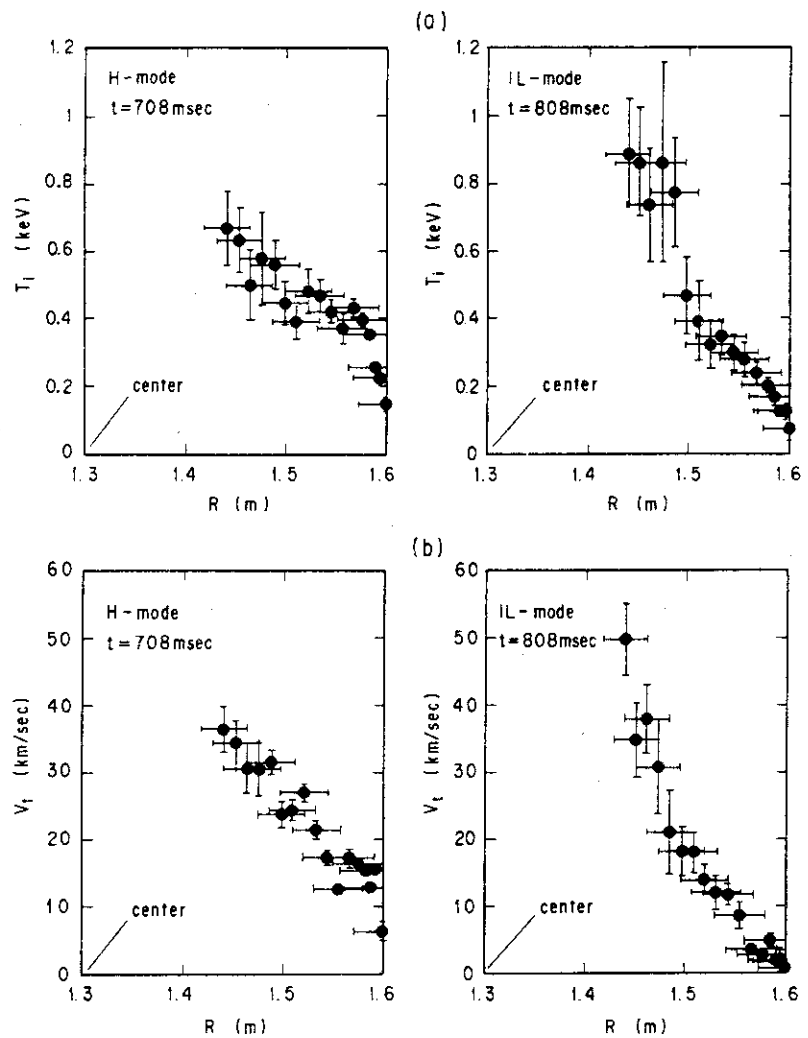 (a)
1.2
1
0.8
0.6
0.4
0.2
0
T_i (keV)
H-mode
t=708msec
center
1.3 1.4 1.5 1.6
R (m)
1.2
1
0.8
0.6
0.4
0.2
0
T_i (keV)
IL-mode
t=808msec
center
1.3 1.4 1.5 1.6
R (m)
(b)
60
50
40
30
20
10
0
V_t (km/sec)
H-mode
t=708msec
center
1.3 1.4 1.5 1.6
R (m)
60
50
40
30
20
10
0
V_t (km/sec)
IL-mode
t=808msec
center
1.3 1.4 1.5 1.6
R (m)